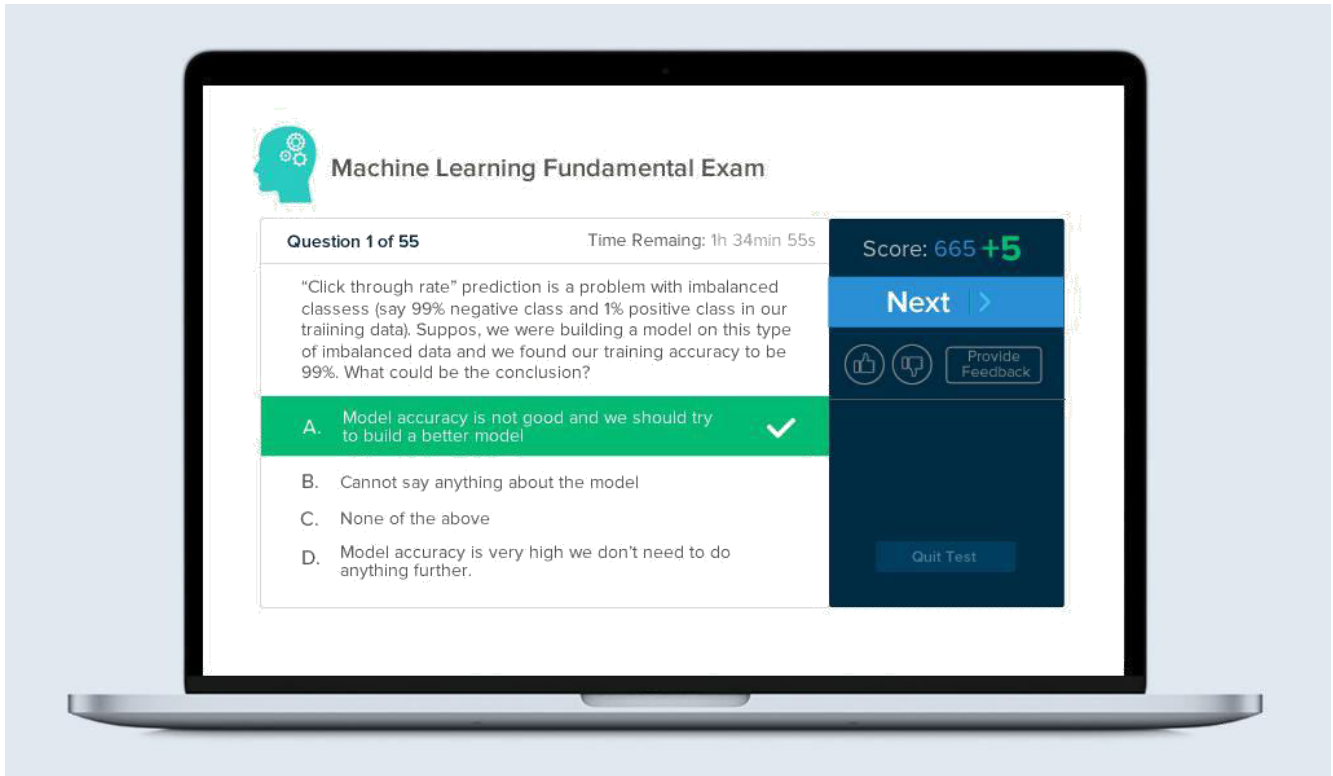 Machine Learning Fundamental Exam
Question 1 of 55
Time Remaing: 1h 34min 55s
"Click through rate" prediction is a problem with imbalanced
classess (say 99% negative class and 1% positive class in our
traiining data). Suppos, we were building a model on this type
of imbalanced data and we found our training accuracy to be
99%. What could be the conclusion?
A. Model accuracy is not good and we should try
to build a better model
B. Cannot say anything about the model
C. None of the above
D. Model accuracy is very high we don't need to do
anything further.
Score: 665 +5
Next
Provide
Feedback
Quit Test